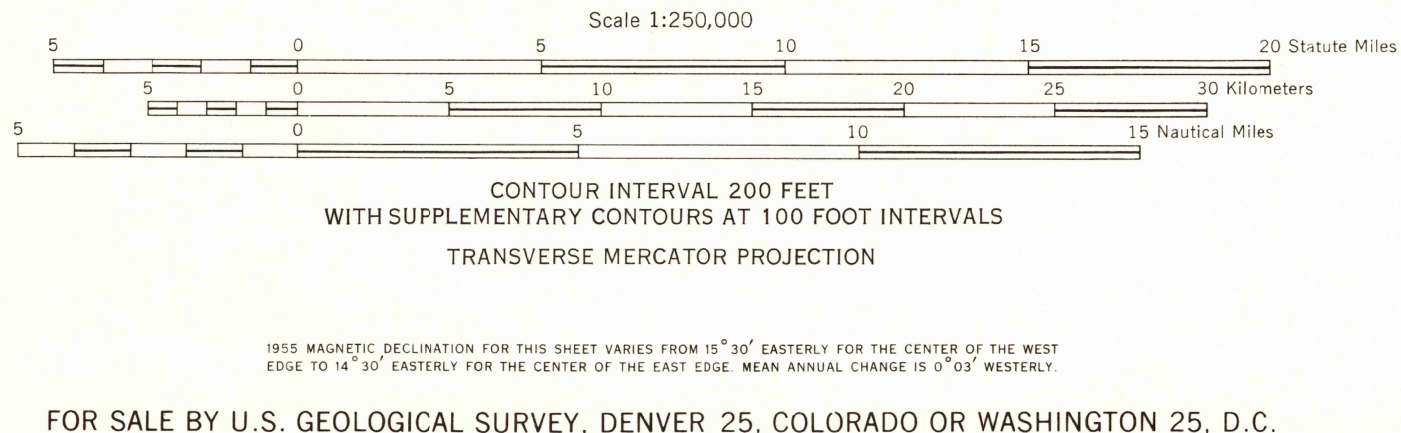 Scale 1:250,000
5 0 5 10 15 20 Statute Miles
5 0 5 10 15 20 25 30 Kilometers
5 0 5 10 15 Nautical Miles
CONTOUR INTERVAL 200 FEET
WITH SUPPLEMENTARY CONTOURS AT 100 FOOT INTERVALS
TRANSVERSE MERCATOR PROJECTION
1955 MAGNETIC DECLINATION FOR THIS SHEET VARIES FROM 15°30′ EASTERLY FOR THE CENTER OF THE WEST
EDGE TO 14°30′ EASTERLY FOR THE CENTER OF THE EAST EDGE. MEAN ANNUAL CHANGE IS 0°03′ WESTERLY.
FOR SALE BY U.S. GEOLOGICAL SURVEY, DENVER 25, COLORADO OR WASHINGTON 25, D.C.